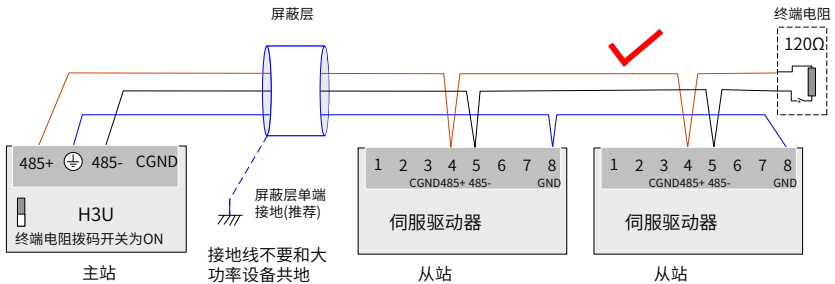 屏蔽层
终端电阻
120Ω
485+ 485- CGND
H3U
终端电阻拨码开关为ON
主站
屏蔽层单端
接地(推荐)
接地线不要和大
功率设备共地
1 2 3 4 5 6 7 8
CGND485+ 485- GND
伺服驱动器
从站
1 2 3 4 5 6 7 8
CGND485+ 485- GND
伺服驱动器
从站